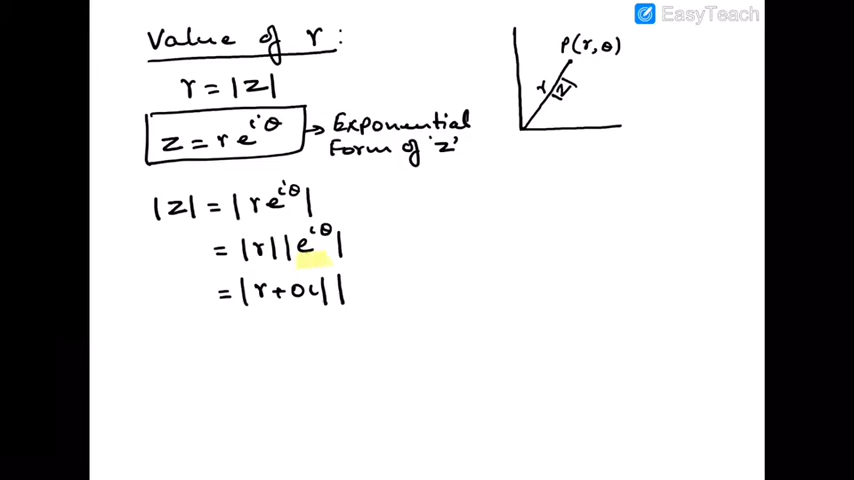 EasyTeach
Value of r :
r = |z|
z = re^{iθ} → Exponential Form of 'z'
|z| = |re^{iθ}|
= |r||e^{iθ}|
= |r+0i||
P(r,θ)
r |z|